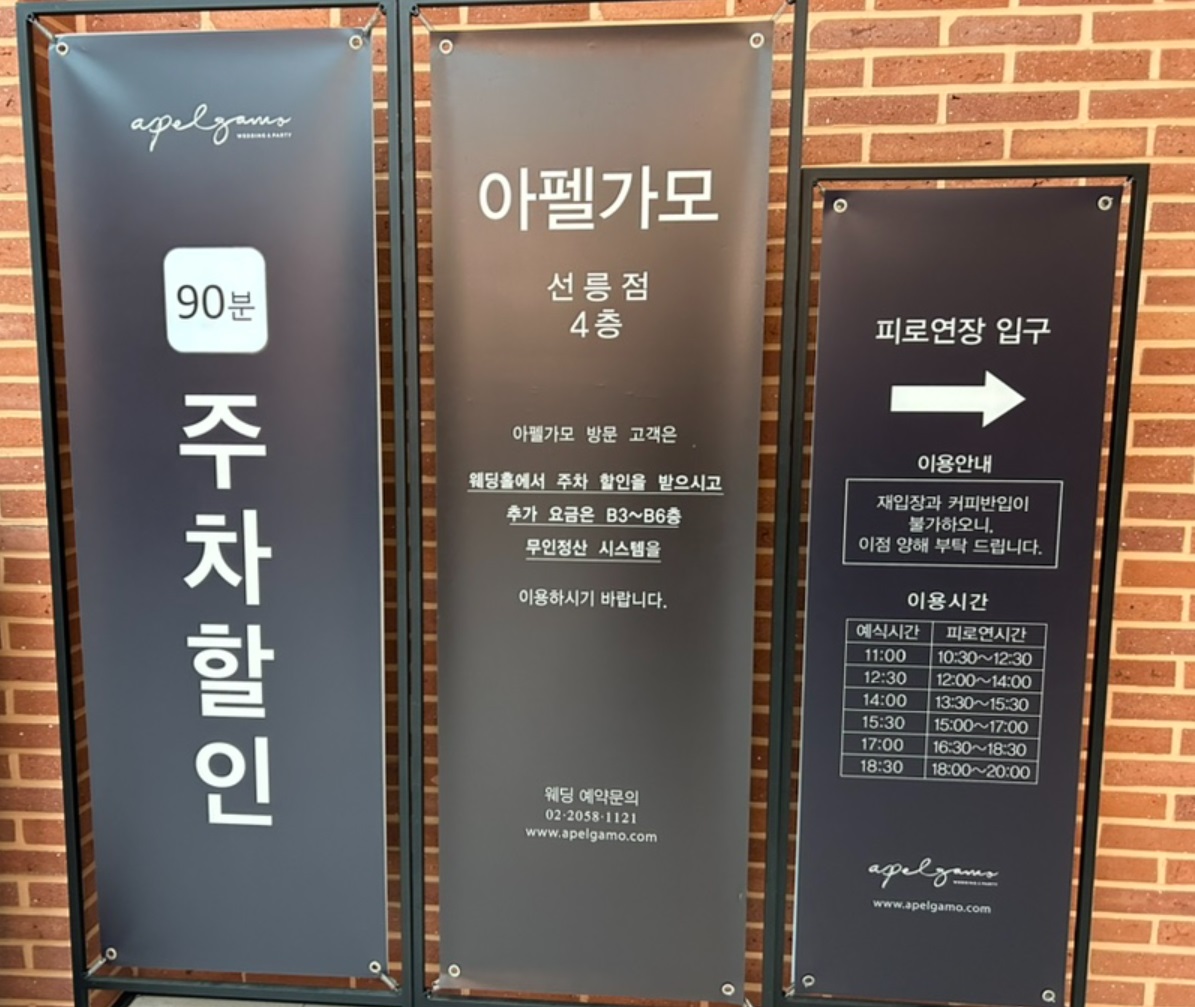 apelgamo
WEDDING & PARTY
90분
주차할인
아펠가모
선릉점
4층
아펠가모 방문 고객은
웨딩홀에서 주차 할인을 받으시고
추가 요금은 B3~B6층
무인정산 시스템을
이용하시기 바랍니다.
웨딩 예약문의
02·2058·1121
www.apelgamo.com
피로연장 입구
이용안내
재입장과 커피반입이
불가하오니,
이점 양해 부탁 드립니다.
이용시간
예식시간 피로연시간
11:00 10:30~12:30
12:30 12:00~14:00
14:00 13:30~15:30
15:30 15:00~17:00
17:00 16:30~18:30
18:30 18:00~20:00
apelgamo
WEDDING & PARTY
www.apelgamo.com